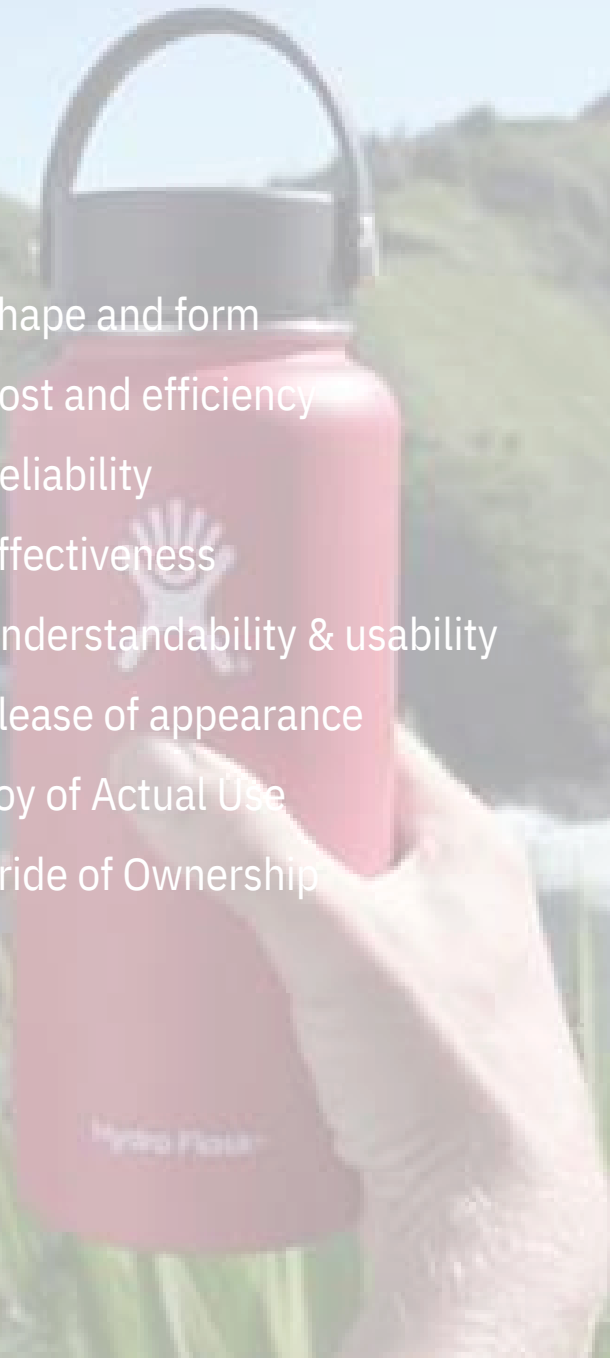 hape and form
ost and efficiency
eliability
ffectiveness
nderstandability & usability
lease of appearance
oy of Actual Use
ride of Ownership
Hydro Flask